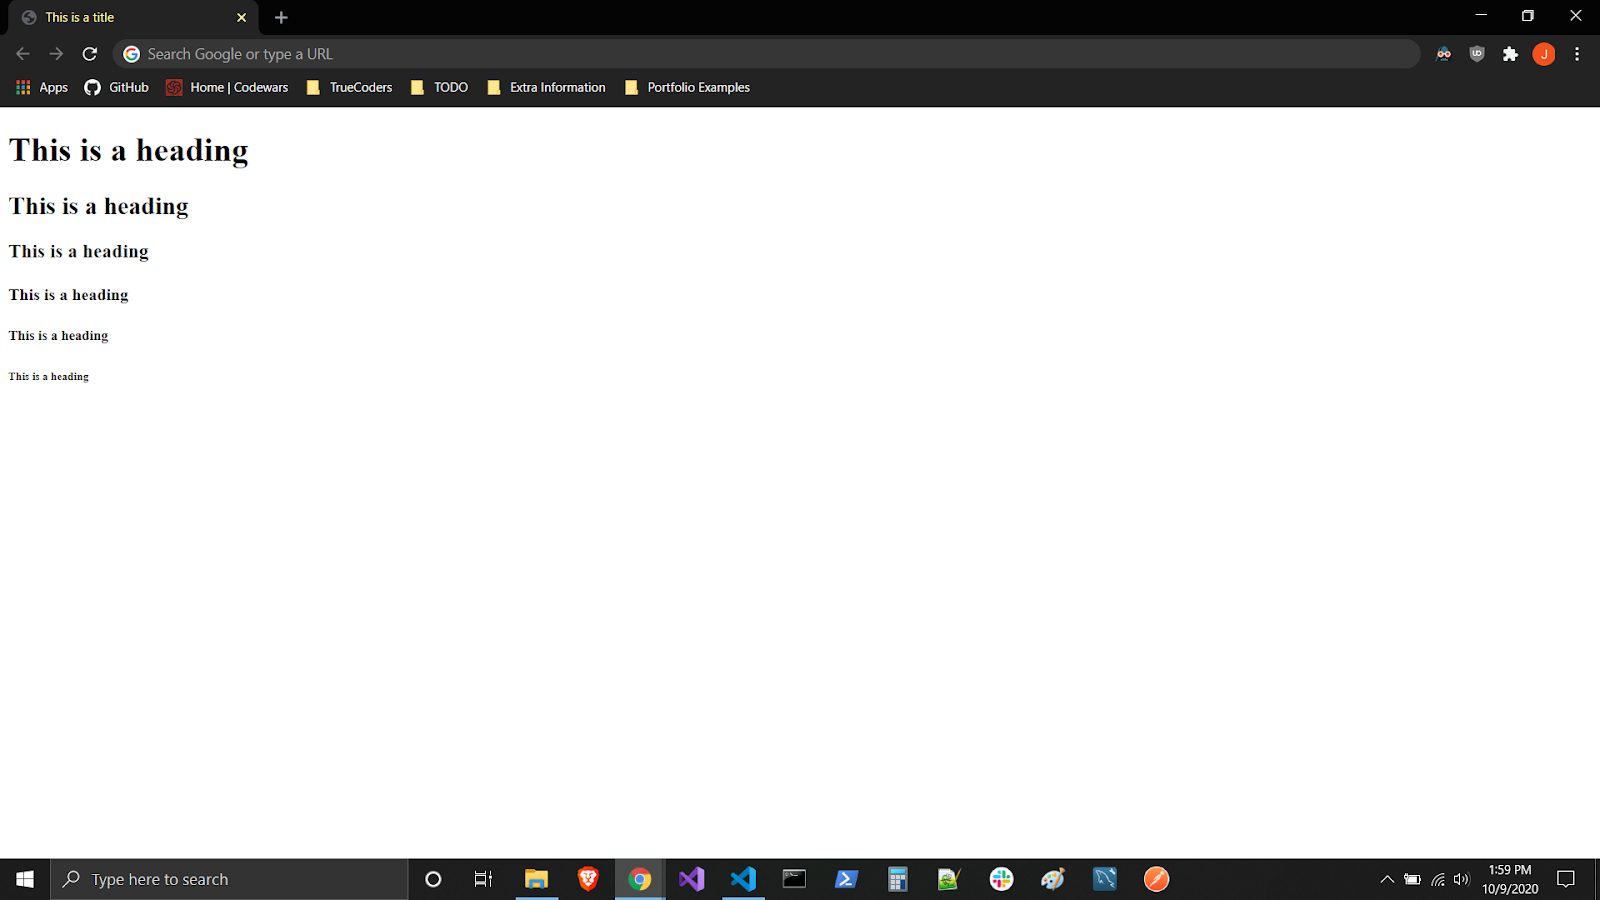 This is a title
Search Google or type a URL
J
Apps GitHub Home | Codewars TrueCoders TODO Extra Information Portfolio Examples
This is a heading
This is a heading
This is a heading
This is a heading
This is a heading
This is a heading
Type here to search
1:59 PM
10/9/2020